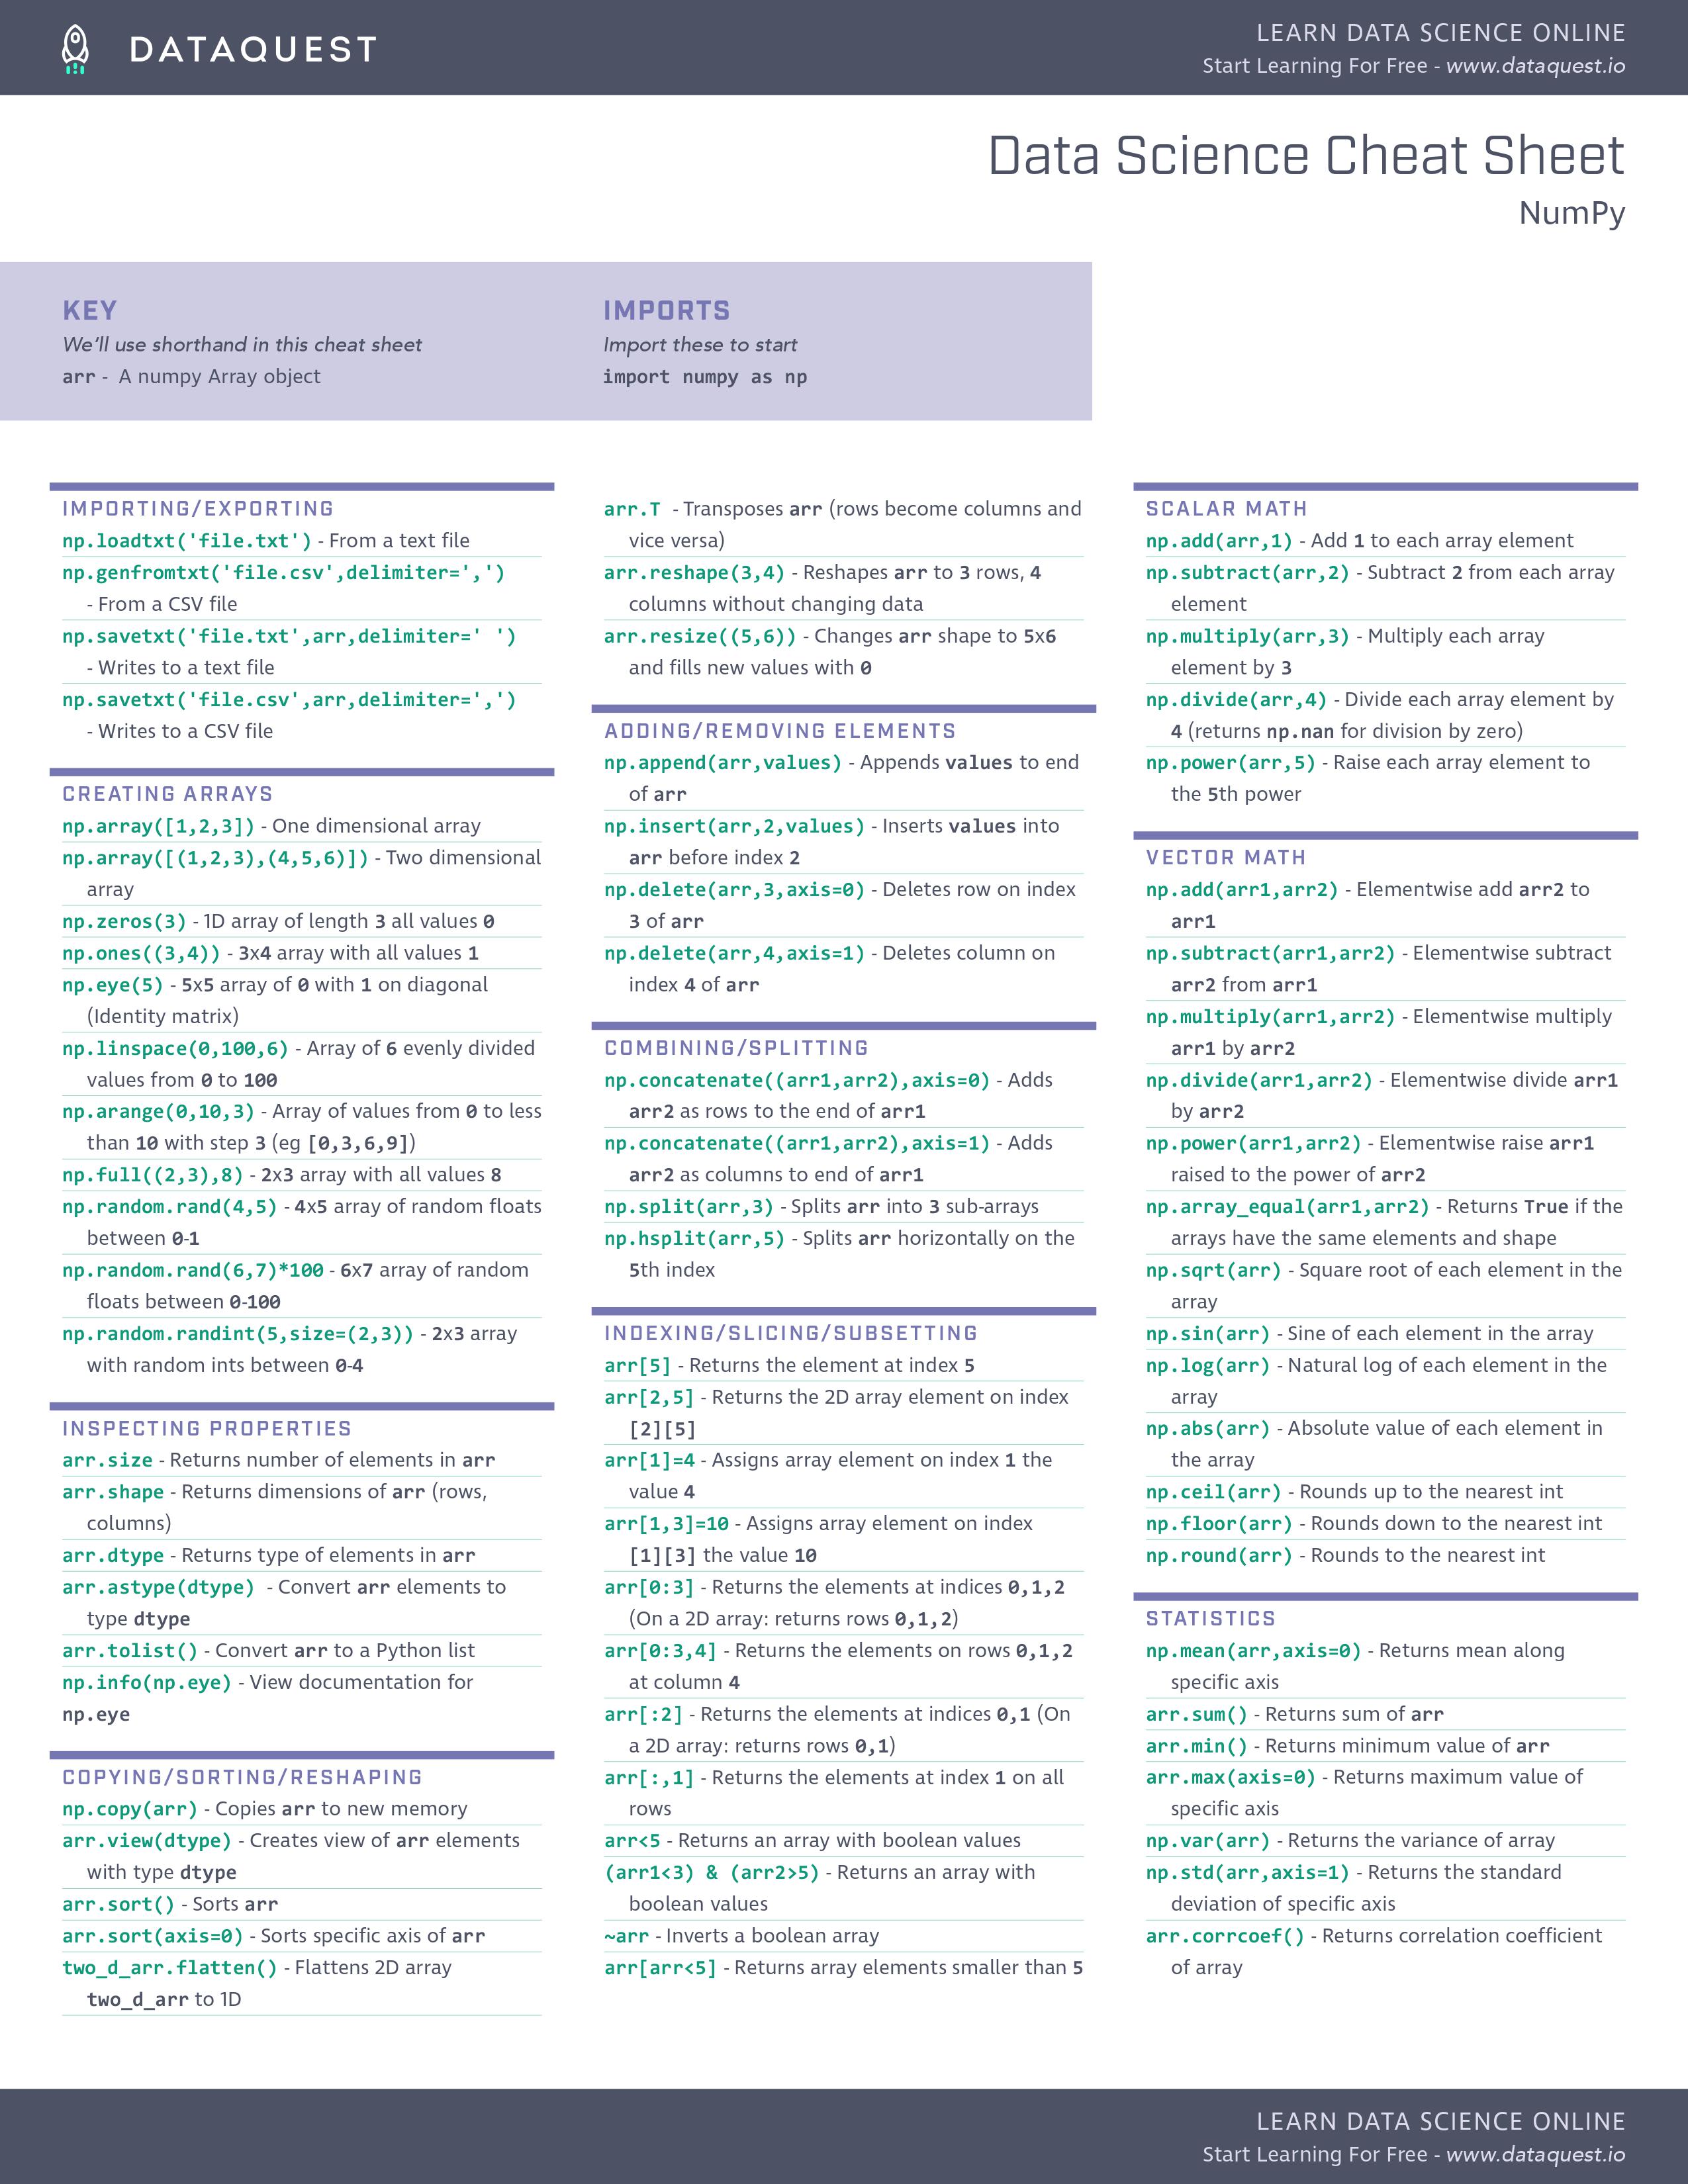 DATAQUEST
LEARN DATA SCIENCE ONLINE
Start Learning For Free - www.dataquest.io
Data Science Cheat Sheet
NumPy
KEY
We'll use shorthand in this cheat sheet
arr - A numpy Array object
IMPORTS
Import these to start
import numpy as np
IMPORTING/EXPORTING
np.loadtxt('file.txt') - From a text file
np.genfromtxt('file.csv',delimiter=',')
- From a CSV file
np.savetxt('file.txt',arr,delimiter=' ')
- Writes to a text file
np.savetxt('file.csv',arr,delimiter=',')
- Writes to a CSV file
CREATING ARRAYS
np.array([1,2,3]) - One dimensional array
np.array([(1,2,3),(4,5,6)]) - Two dimensional
array
np.zeros(3) - 1D array of length 3 all values 0
np.ones((3,4)) - 3x4 array with all values 1
np.eye(5) - 5x5 array of 0 with 1 on diagonal
(Identity matrix)
np.linspace(0,100,6) - Array of 6 evenly divided
values from 0 to 100
np.arange(0,10,3) - Array of values from 0 to less
than 10 with step 3 (eg [0,3,6,9])
np.full((2,3),8) - 2x3 array with all values 8
np.random.rand(4,5) - 4x5 array of random floats
between 0-1
np.random.rand(6,7)*100 - 6x7 array of random
floats between 0-100
np.random.randint(5,size=(2,3)) - 2x3 array
with random ints between 0-4
INSPECTING PROPERTIES
arr.size - Returns number of elements in arr
arr.shape - Returns dimensions of arr (rows,
columns)
arr.dtype - Returns type of elements in arr
arr.astype(dtype) - Convert arr elements to
type dtype
arr.tolist() - Convert arr to a Python list
np.info(np.eye) - View documentation for
np.eye
COPYING/SORTING/RESHAPING
np.copy(arr) - Copies arr to new memory
arr.view(dtype) - Creates view of arr elements
with type dtype
arr.sort() - Sorts arr
arr.sort(axis=0) - Sorts specific axis of arr
two_d_arr.flatten() - Flattens 2D array
two_d_arr to 1D
arr.T - Transposes arr (rows become columns and
vice versa)
arr.reshape(3,4) - Reshapes arr to 3 rows, 4
columns without changing data
arr.resize((5,6)) - Changes arr shape to 5x6
and fills new values with 0
ADDING/REMOVING ELEMENTS
np.append(arr,values) - Appends values to end
of arr
np.insert(arr,2,values) - Inserts values into
arr before index 2
np.delete(arr,3,axis=0) - Deletes row on index
3 of arr
np.delete(arr,4,axis=1) - Deletes column on
index 4 of arr
COMBINING/SPLITTING
np.concatenate((arr1,arr2),axis=0) - Adds
arr2 as rows to the end of arr1
np.concatenate((arr1,arr2),axis=1) - Adds
arr2 as columns to end of arr1
np.split(arr,3) - Splits arr into 3 sub-arrays
np.hsplit(arr,5) - Splits arr horizontally on the
5th index
INDEXING/SLICING/SUBSETTING
arr[5] - Returns the element at index 5
arr[2,5] - Returns the 2D array element on index
[2][5]
arr[1]=4 - Assigns array element on index 1 the
value 4
arr[1,3]=10 - Assigns array element on index
[1][3] the value 10
arr[0:3] - Returns the elements at indices 0,1,2
(On a 2D array: returns rows 0,1,2)
arr[0:3,4] - Returns the elements on rows 0,1,2
at column 4
arr[:2] - Returns the elements at indices 0,1 (On
a 2D array: returns rows 0,1)
arr[:,1] - Returns the elements at index 1 on all
rows
arr<5 - Returns an array with boolean values
(arr1<3) & (arr2>5) - Returns an array with
boolean values
~arr - Inverts a boolean array
arr[arr<5] - Returns array elements smaller than 5
SCALAR MATH
np.add(arr,1) - Add 1 to each array element
np.subtract(arr,2) - Subtract 2 from each array
element
np.multiply(arr,3) - Multiply each array
element by 3
np.divide(arr,4) - Divide each array element by
4 (returns np.nan for division by zero)
np.power(arr,5) - Raise each array element to
the 5th power
VECTOR MATH
np.add(arr1,arr2) - Elementwise add arr2 to
arr1
np.subtract(arr1,arr2) - Elementwise subtract
arr2 from arr1
np.multiply(arr1,arr2) - Elementwise multiply
arr1 by arr2
np.divide(arr1,arr2) - Elementwise divide arr1
by arr2
np.power(arr1,arr2) - Elementwise raise arr1
raised to the power of arr2
np.array_equal(arr1,arr2) - Returns True if the
arrays have the same elements and shape
np.sqrt(arr) - Square root of each element in the
array
np.sin(arr) - Sine of each element in the array
np.log(arr) - Natural log of each element in the
array
np.abs(arr) - Absolute value of each element in
the array
np.ceil(arr) - Rounds up to the nearest int
np.floor(arr) - Rounds down to the nearest int
np.round(arr) - Rounds to the nearest int
STATISTICS
np.mean(arr,axis=0) - Returns mean along
specific axis
arr.sum() - Returns sum of arr
arr.min() - Returns minimum value of arr
arr.max(axis=0) - Returns maximum value of
specific axis
np.var(arr) - Returns the variance of array
np.std(arr,axis=1) - Returns the standard
deviation of specific axis
arr.corrcoef() - Returns correlation coefficient
of array
LEARN DATA SCIENCE ONLINE
Start Learning For Free - www.dataquest.io